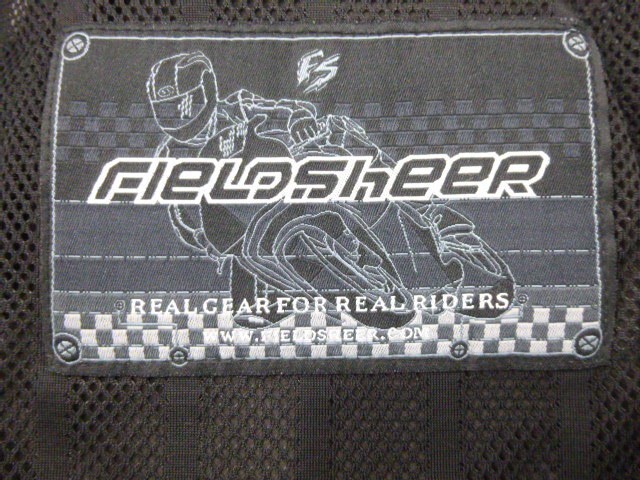 FS
FIELDSHEER
REAL GEAR FOR REAL RIDERS
WWW.FIELDSHEER.COM